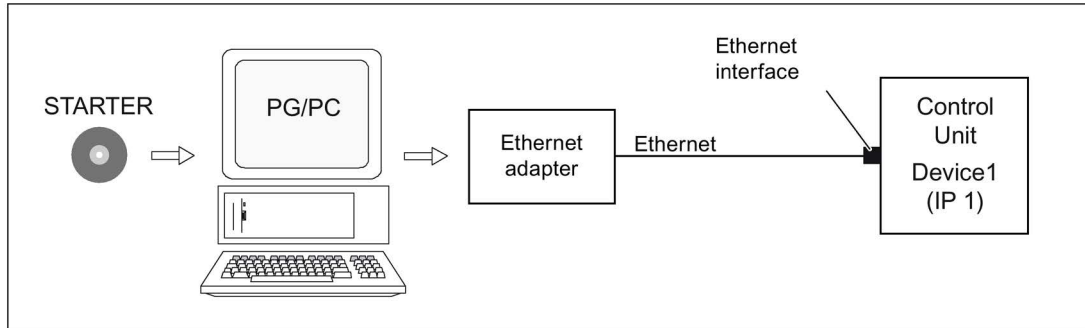 STARTER
PG/PC
Ethernet
adapter
Ethernet
Ethernet
interface
Control
Unit
Device1
(IP 1)